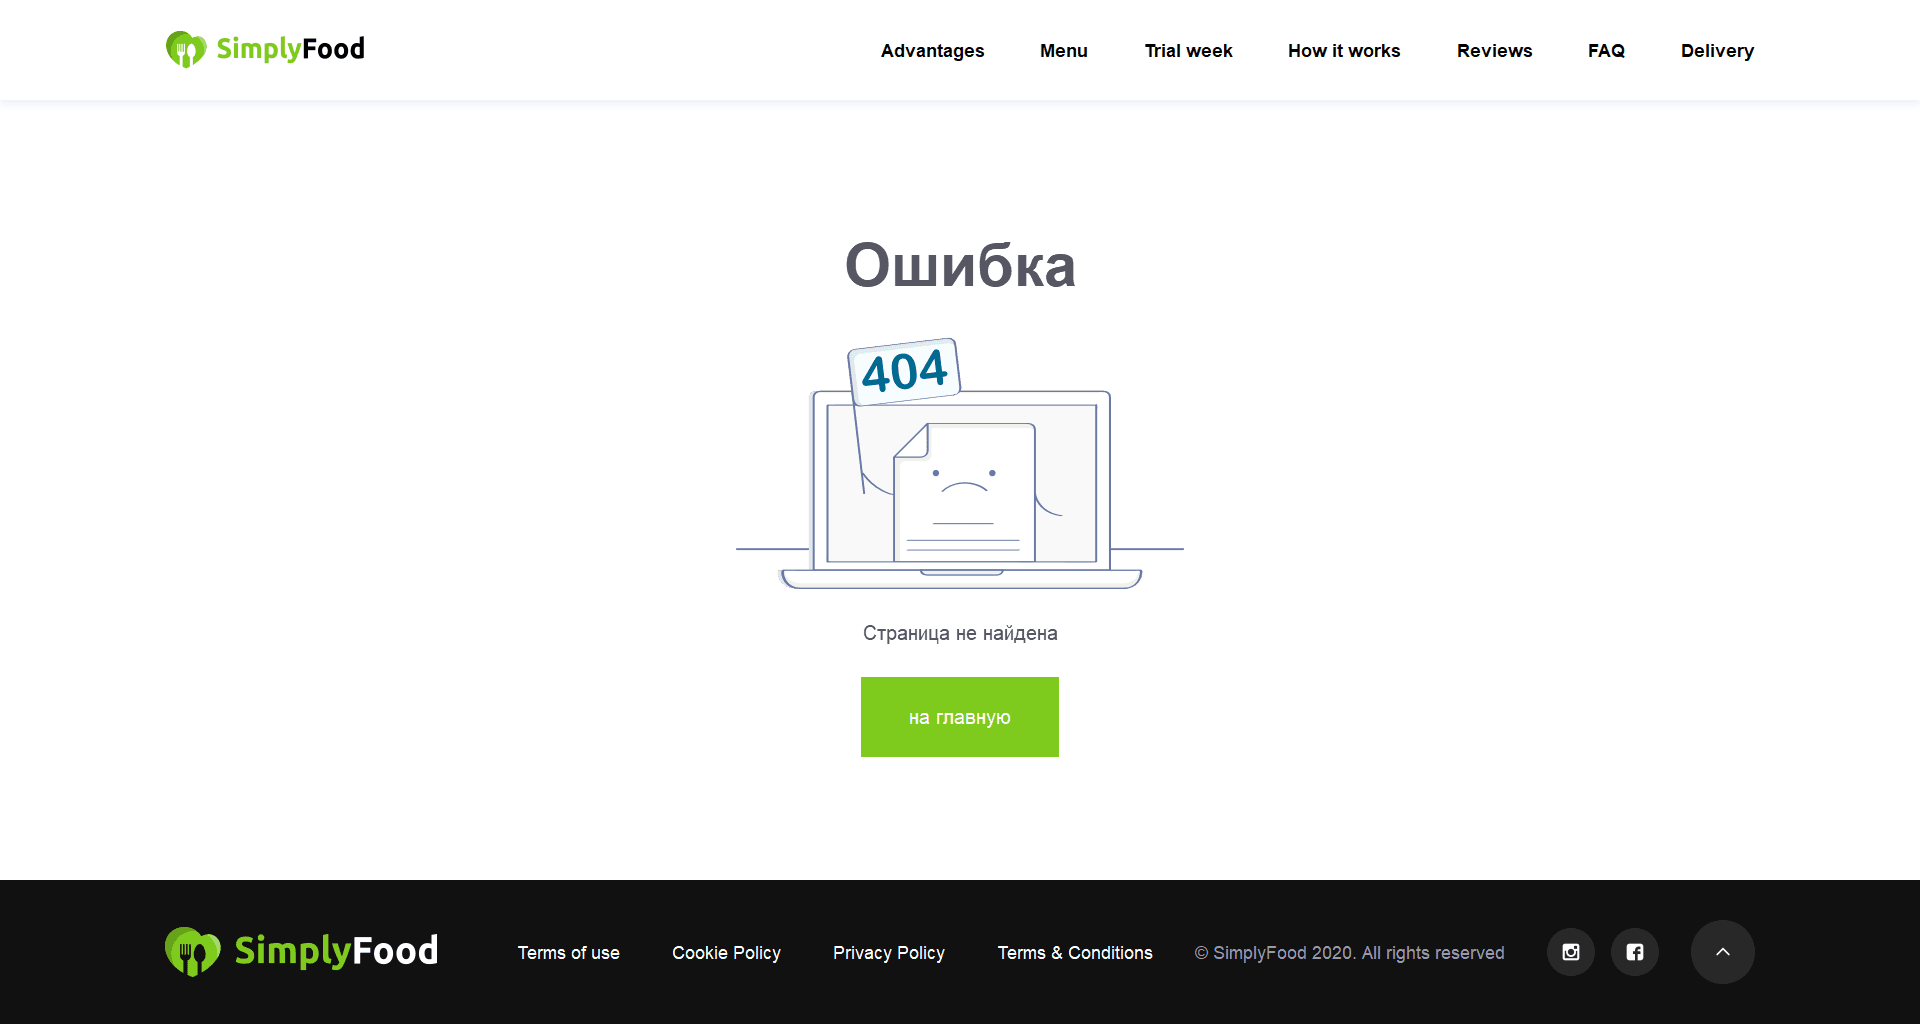 SimplyFood
Advantages Menu Trial week How it works Reviews FAQ Delivery
Ошибка
404
Страница не найдена
на главную
SimplyFood Terms of use Cookie Policy Privacy Policy Terms & Conditions © SimplyFood 2020. All rights reserved